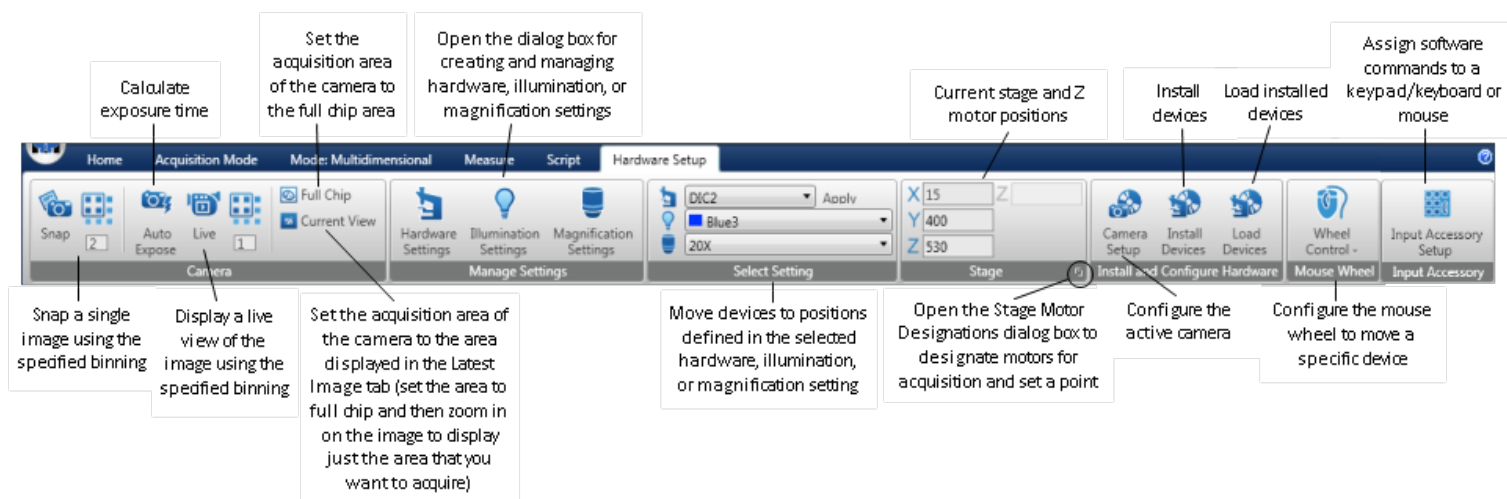 Set the
acquisition area
of the camera to
the full chip area
Open the dialog box for
creating and managing
hardware, illumination, or
magnification settings
Calculate
exposure time
Current stage and Z
motor positions
Install
devices
Load installed
devices
Assign software
commands to a
keypad/keyboard or
mouse
Home
Acquisition Mode
Mode: Multidimensional
Measure
Script
Hardware Setup
Snap
2
Auto
Expose
Live
1
Full Chip
Current View
Camera
Hardware
Settings
Illumination
Settings
Magnification
Settings
Manage Settings
DIC2
Apply
Blue3
20X
Select Setting
X 15
Z
Y 400
Z 530
Stage
Camera
Setup
Install
Devices
Load
Devices
Install and Configure Hardware
Wheel
Control
Mouse Wheel
Input Accessory
Setup
Input Accessory
Snap a single
image using the
specified binning
Display a live
view of the
image using the
specified binning
Set the acquisition area of
the camera to the area
displayed in the Latest
Image tab (set the area to
full chip and then zoom in
on the image to display
just the area that you
want to acquire)
Move devices to positions
defined in the selected
hardware, illumination,
or magnification setting
Open the Stage Motor
Designations dialog box to
designate motors for
acquisition and set a point
Configure the
active camera
Configure the mouse
wheel to move a
specific device